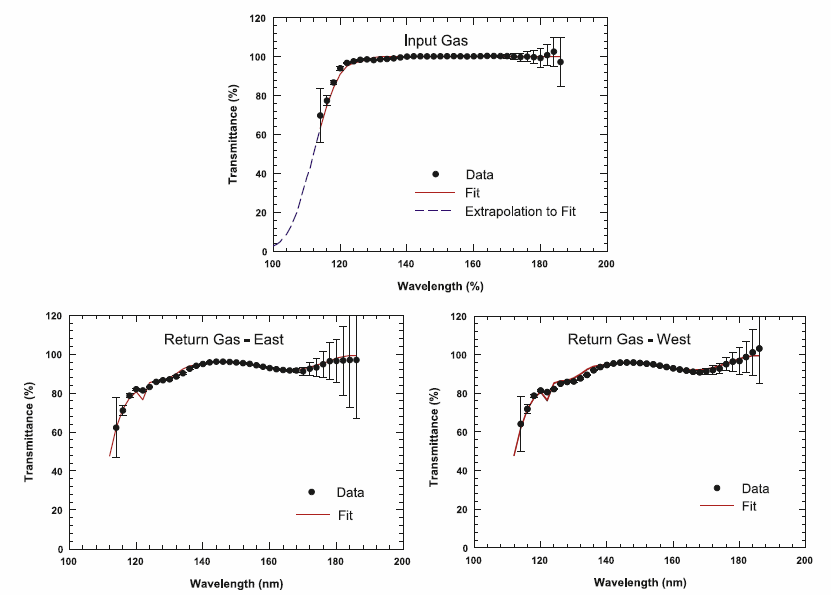 Input Gas
120
100
80
60
40
20
0
Transmittance (%)
Data
Fit
Extrapolation to Fit
100 120 140 160 180 200
Wavelength (%)
Return Gas - East
120
100
80
60
40
20
0
Transmittance (%)
Data
Fit
100 120 140 160 180 200
Wavelength (nm)
Return Gas - West
120
100
80
60
40
20
0
Transmittance (%)
Data
Fit
100 120 140 160 180 200
Wavelength (nm)